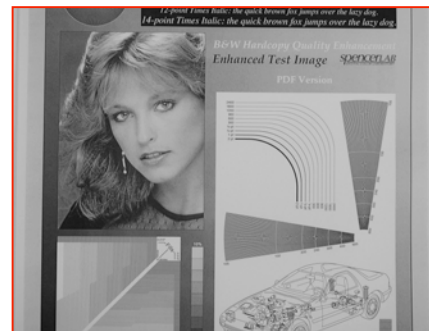 12-point Times Italic: the quick brown fox jumps over the lazy dog.
14-point Times Italic: the quick brown fox jumps over the lazy dog.
B&W Hardcopy Quality Enhancement
Enhanced Test Image
SPENCERLAB
PDF Version